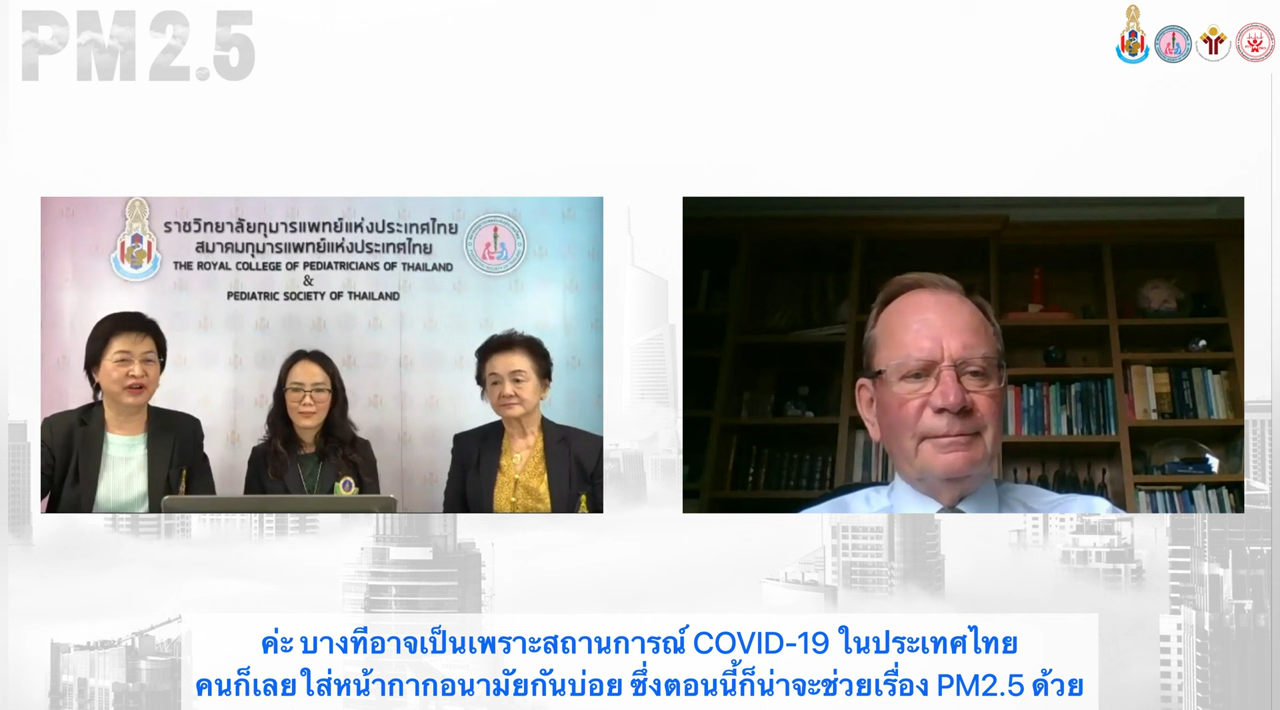 PM 2.5
ราชวิทยาลัยกุมารแพทย์แห่งประเทศไทย
สมาคมกุมารแพทย์แห่งประเทศไทย
THE ROYAL COLLEGE OF PEDIATRICIANS OF THAILAND
&
PEDIATRIC SOCIETY OF THAILAND
ค่ะ บางทีอาจเป็นเพราะสถานการณ์ COVID-19 ในประเทศไทย
คนก็เลย ใส่หน้ากากอนามัยกันบ่อย ซึ่งตอนนี้ก็น่าจะช่วยเรื่อง PM2.5 ด้วย